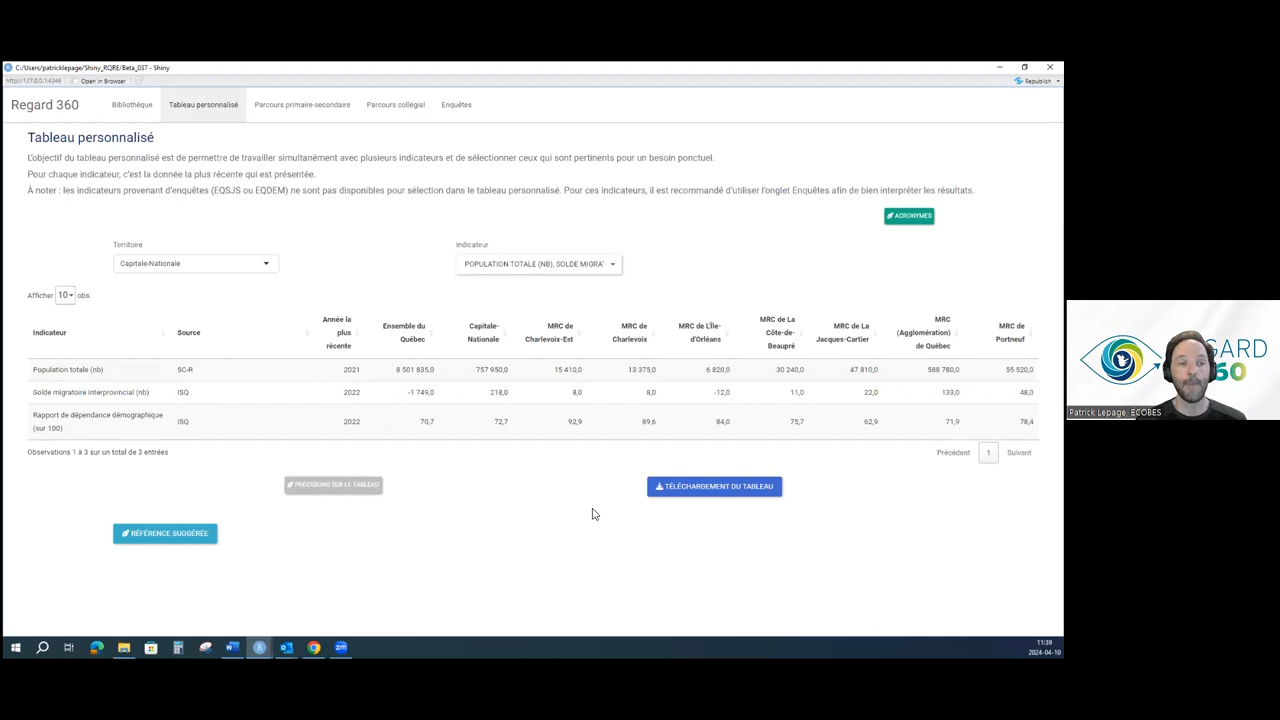 C:/Users/patricklepage/Shiny_RQRE/Beta_037 - Shiny
http://127.0.0.1:4246 Open in Browser Republish
Regard 360 Bibliothèque Tableau personnalisé Parcours primaire-secondaire Parcours collégial Enquêtes
Tableau personnalisé
L'objectif du tableau personnalisé est de permettre de travailler simultanément avec plusieurs indicateurs et de sélectionner ceux qui sont pertinents pour un besoin ponctuel.
Pour chaque indicateur, c'est la donnée la plus récente qui est présentée.
À noter : les indicateurs provenant d'enquêtes (EQSJS ou EQDEM) ne sont pas disponibles pour sélection dans le tableau personnalisé. Pour ces indicateurs, il est recommandé d'utiliser l'onglet Enquêtes afin de bien interpréter les résultats.
ACRONYMES
Territoire Indicateur
Capitale-Nationale POPULATION TOTALE (NB), SOLDE MIGRAT
Afficher 10 obs.
Indicateur Source Année la plus récente Ensemble du Québec Capitale-Nationale MRC de Charlevoix-Est MRC de Charlevoix MRC de L'Île-d'Orléans MRC de La Côte-de-Beaupré MRC de La Jacques-Cartier MRC (Agglomération) de Québec MRC de Portneuf
Population totale (nb) SC-R 2021 8 501 835,0 757 950,0 15 410,0 13 375,0 6 820,0 30 240,0 47 810,0 588 780,0 55 520,0
Solde migratoire interprovincial (nb) ISQ 2022 -1 749,0 218,0 8,0 8,0 -12,0 11,0 22,0 133,0 48,0
Rapport de dépendance démographique (sur 100) ISQ 2022 70,7 72,7 92,9 89,6 84,0 75,7 62,9 71,9 78,4
Observations 1 à 3 sur un total de 3 entrées Précédent 1 Suivant
PRÉCISIONS SUR LE TABLEAU TÉLÉCHARGEMENT DU TABLEAU
RÉFÉRENCE SUGGÉRÉE
11:39
2024-04-10
GARD
60
Patrick Lepage, ÉCOBES